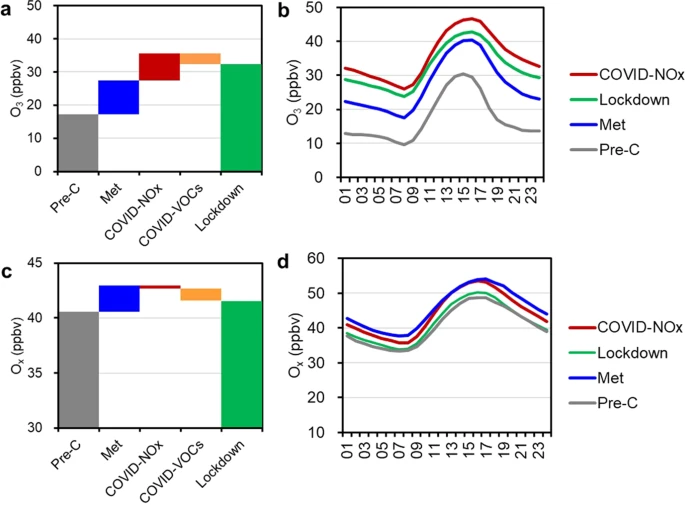 a
50
40
30
20
10
0
O3 (ppbv)
Pre-C
Met
COVID-NOx
COVID-VOCs
Lockdown
b
50
40
30
20
10
0
O3 (ppbv)
01
03
05
07
09
11
13
15
17
19
21
23
COVID-NOx
Lockdown
Met
Pre-C
c
45
40
35
30
Ox (ppbv)
Pre-C
Met
COVID-NOx
COVID-VOCs
Lockdown
d
60
50
40
30
20
10
Ox (ppbv)
01
03
05
07
09
11
13
15
17
19
21
23
COVID-NOx
Lockdown
Met
Pre-C